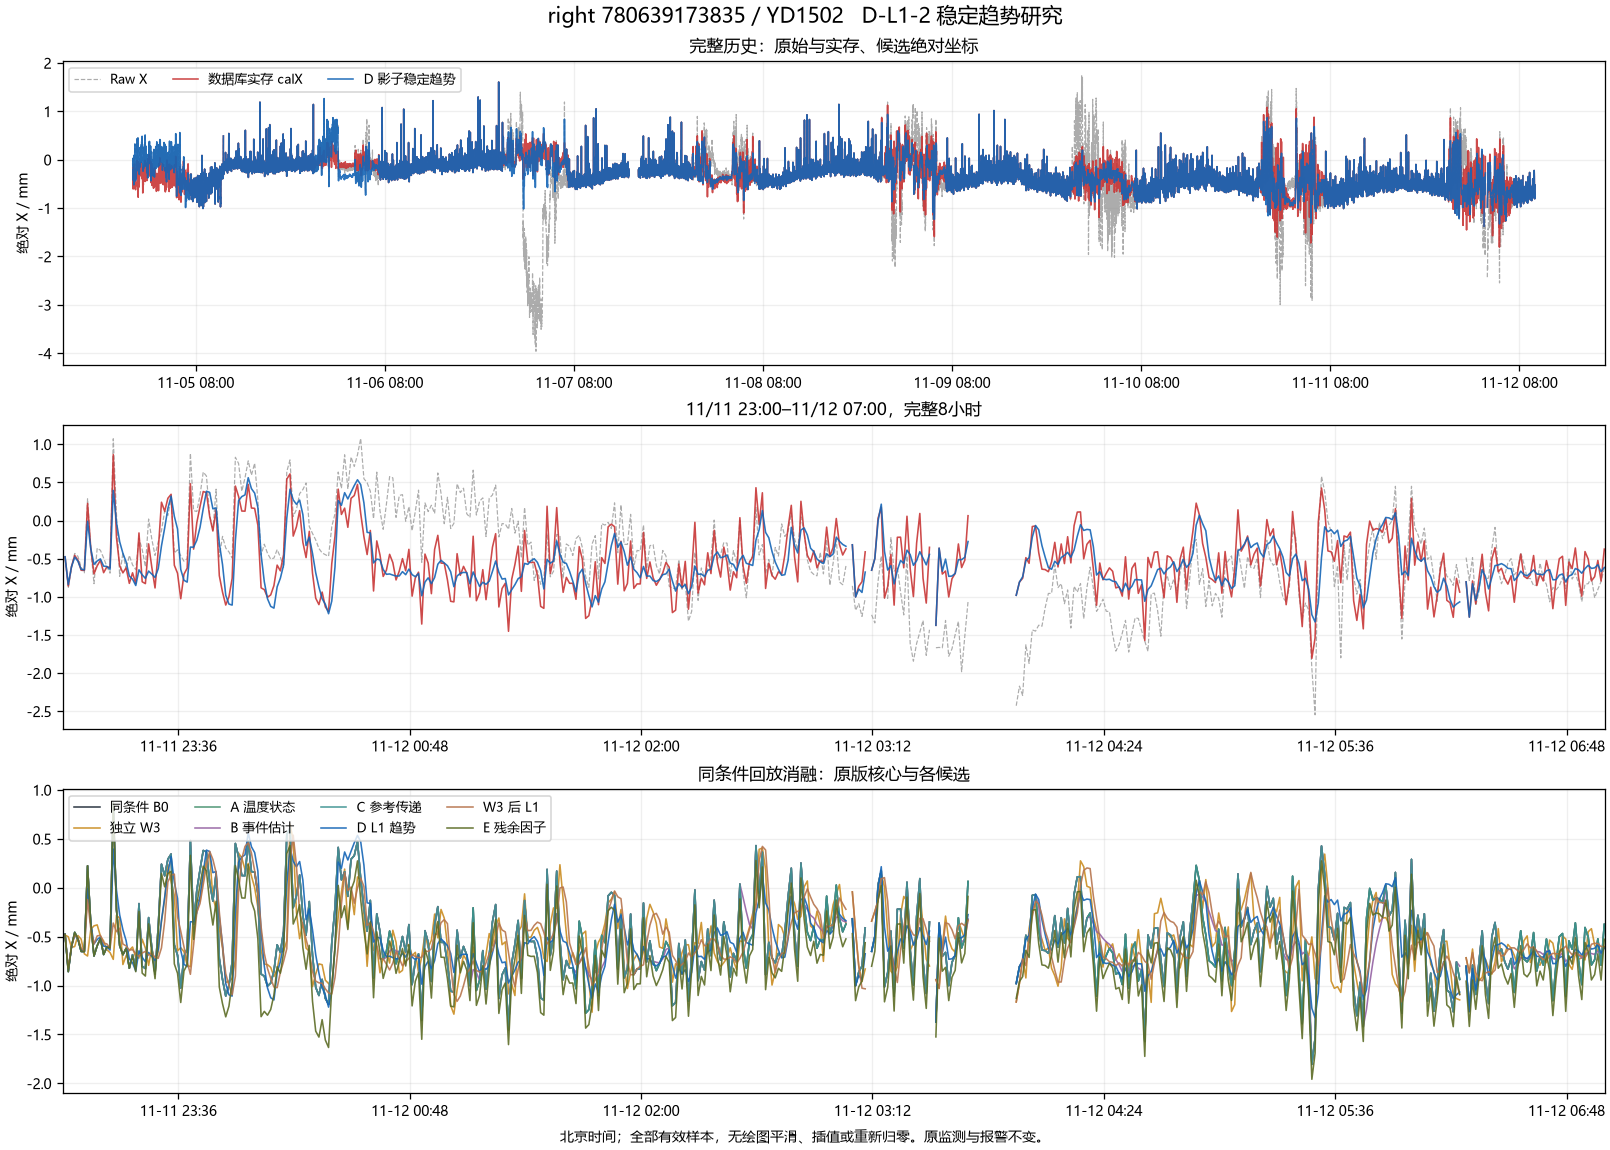 right 780639173835 / YD1502 D-L1-2 稳定趋势研究
完整历史：原始与实存、候选绝对坐标
Raw X 数据库实存 calX D 影子稳定趋势
绝对 X / mm
2
1
0
-1
-2
-3
-4
11-05 08:00 11-06 08:00 11-07 08:00 11-08 08:00 11-09 08:00 11-10 08:00 11-11 08:00 11-12 08:00
11/11 23:00–11/12 07:00，完整8小时
绝对 X / mm
1.0
0.5
0.0
-0.5
-1.0
-1.5
-2.0
-2.5
11-11 23:36 11-12 00:48 11-12 02:00 11-12 03:12 11-12 04:24 11-12 05:36 11-12 06:48
同条件回放消融：原版核心与各候选
同条件 B0 A 温度状态 C 参考传递 W3 后 L1
独立 W3 B 事件估计 D L1 趋势 E 残余因子
绝对 X / mm
1.0
0.5
0.0
-0.5
-1.0
-1.5
-2.0
11-11 23:36 11-12 00:48 11-12 02:00 11-12 03:12 11-12 04:24 11-12 05:36 11-12 06:48
北京时间；全部有效样本，无绘图平滑、插值或重新归零。原监测与报警不变。